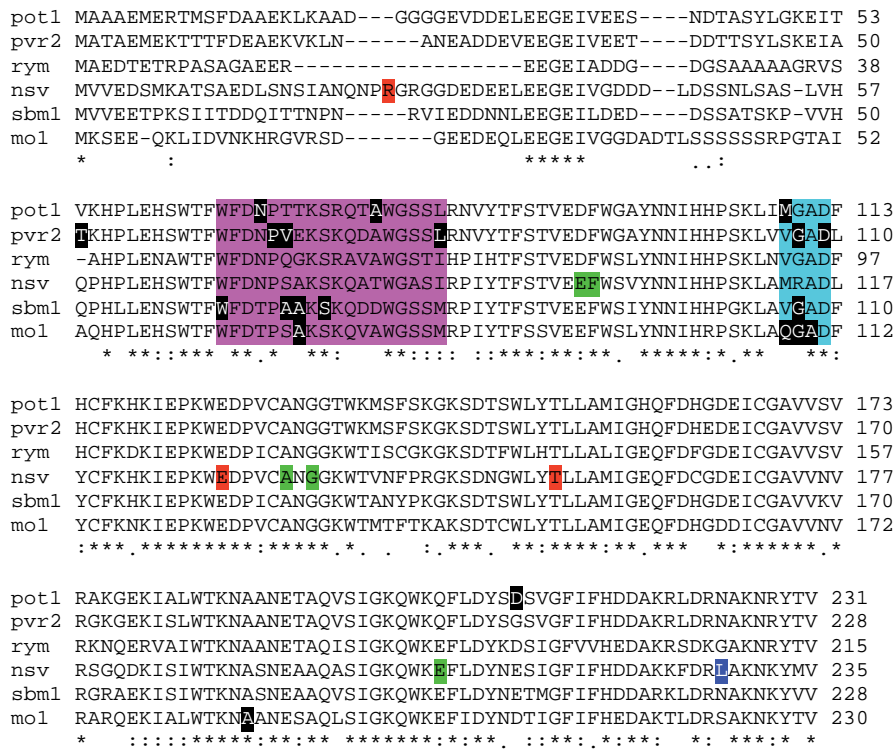 pot1 MAAAEMERTMSFDAAEKLKAAD---GGGGEVDDELEEGEIVEES----NDTASYLGKEIT 53
pvr2 MATAEMEKTTTFDEAEKVKLN-----ANEADDEVEEGEIVEET----DDTTSYLSKEIA 50
rym MAEDTETRPASAGAEER------------------EEGEIADDG----DGSAAAAAGRVS 38
nsv MVVEDSMKATSAEDLSNSIANQNPRGRGGDEDEELEEGEIVGDDD--LDSSNLSAS-LVH 57
sbm1 MVVEETPKSIITDDQITTNPN-----RVIEDDNNLEEGEILDED----DSSATSKP-VVH 50
mo1 MKSEE-QKLIDVNKHRGVRSD-------GEEDEQLEEGEIVGGDADTLSSSSSSRPGTAI 52
*      :                            *****         ..:
pot1 VKHPLEHSWTFWFDNPTTKSRQTAWGSSLRNVYTFSTVEDFWGAYNNIHHPSKLIMGADF 113
pvr2 TKHPLEHSWTFWFDNPVEKSKQDAWGSSLRNVYTFSTVEDFWGAYNNIHHPSKLVVGADL 110
rym -AHPLENAWTFWFDNPQGKSRAVAWGSTIHPIHTFSTVEDFWSLYNNIHHPSKLNVGADF 97
nsv QPHPLEHSWTFWFDNPSAKSKQATWGASIRPIYTFSTVEEFWSVYNNIHHPSKLAMRADL 117
sbm1 QPHLLENSWTFWFDTPAAKSKQDDWGSSMRPIYTFSTVEEFWSIYNNIHHPGKLAVGADF 110
mo1 AQHPLEHSWTFWFDTPSAKSKQVAWGSSMRPIYTFSSVEEFWSLYNNIHRPSKLAQGADF 112
  * **::*** ***.*  **:   **::::  ::***:**:**. *****:*.**   **:
pot1 HCFKHKIEPKWEDPVCANGGTWKMSFSKGKSDTSWLYTLLAMIGHQFDHGDEICGAVVSV 173
pvr2 HCFKHKIEPKWEDPVCANGGTWKMSFSKGKSDTSWLYTLLAMIGHQFDHEDEICGAVVSV 170
rym HCFKDKIEPKWEDPICANGGKWTISCGKGKSDTFWLHTLLALIGEQFDFGDEICGAVVSV 157
nsv YCFKHKIEPKWEDPVCANGGKWTVNFPRGKSDNGWLYTLLAMIGEQFDCGDEICGAVVNV 177
sbm1 YCFKHKIEPKWEDPICANGGKWTANYPKGKSDTSWLYTLLAMIGEQFDHGDEICGAVVKV 170
mo1 YCFKNKIEPKWEDPVCANGGKWTMTFTKAKSDTCWLYTLLAMIGEQFDHGDDICGAVVNV 172
:***.*********:*****.*.  .  :.***. **:****:**.***  *:******.*
pot1 RAKGEKIALWTKNAANETAQVSIGKQWKQFLDYSDSVGFIFHDDAKRLDRNAKNRYTV 231
pvr2 RGKGEKISLWTKNAANETAQVSIGKQWKQFLDYSGSVGFIFHDDAKRLDRNAKNRYTV 228
rym RKNQERVAIWTKNAANETAQISIGKQWKEFLDYKDSIGFVVHEDAKRSDKGAKNRYTV 215
nsv RSGQDKISIWTKNASNEAAQASIGKQWKEFLDYNESIGFIFHDDAKKFDRLAKNKYMV 235
sbm1 RGRAEKISIWTKNASNEAAQVSIGKQWKEFLDYNETMGFIFHDDARKLDRNAKNKYVV 228
mo1 RARQEKISIWTKNAANESAQLSIGKQWKEFIDYNDTIGFIFHEDAKTLDRSAKNRYTV 230
*   :::::*****:**:** *******:*:**. ::**:.*:**:  *: ***:* *